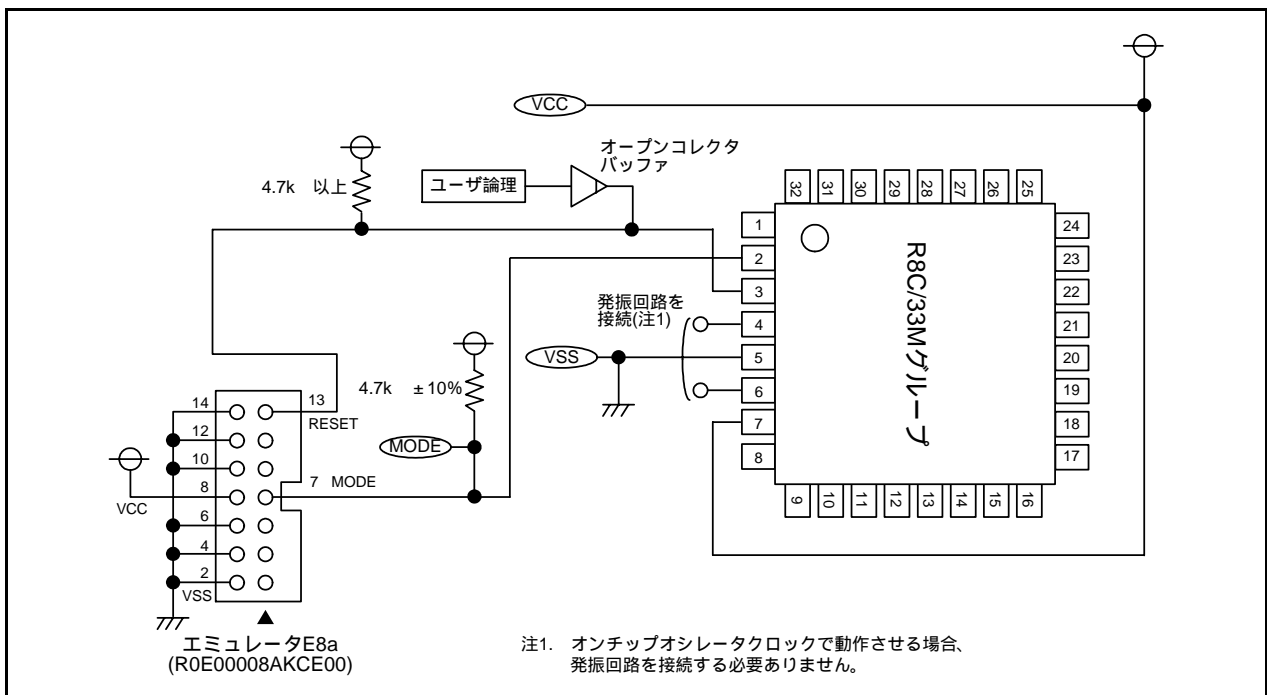 VCC
オープンコレクタ
バッファ
ユーザ論理
4.7k 以上
32 31 30 29 28 27 26 25
1
2
3
4
5
6
7
8
24
23
22
21
20
19
18
17
9 10 11 12 13 14 15 16
R8C/33Mグループ
発振回路を
接続(注1)
VSS
4.7k ±10%
MODE
14
13
RESET
12
10
8
7 MODE
VCC
6
4
2
VSS
エミュレータE8a
(R0E00008AKCE00)
注1. オンチップオシレータクロックで動作させる場合、
発振回路を接続する必要ありません。